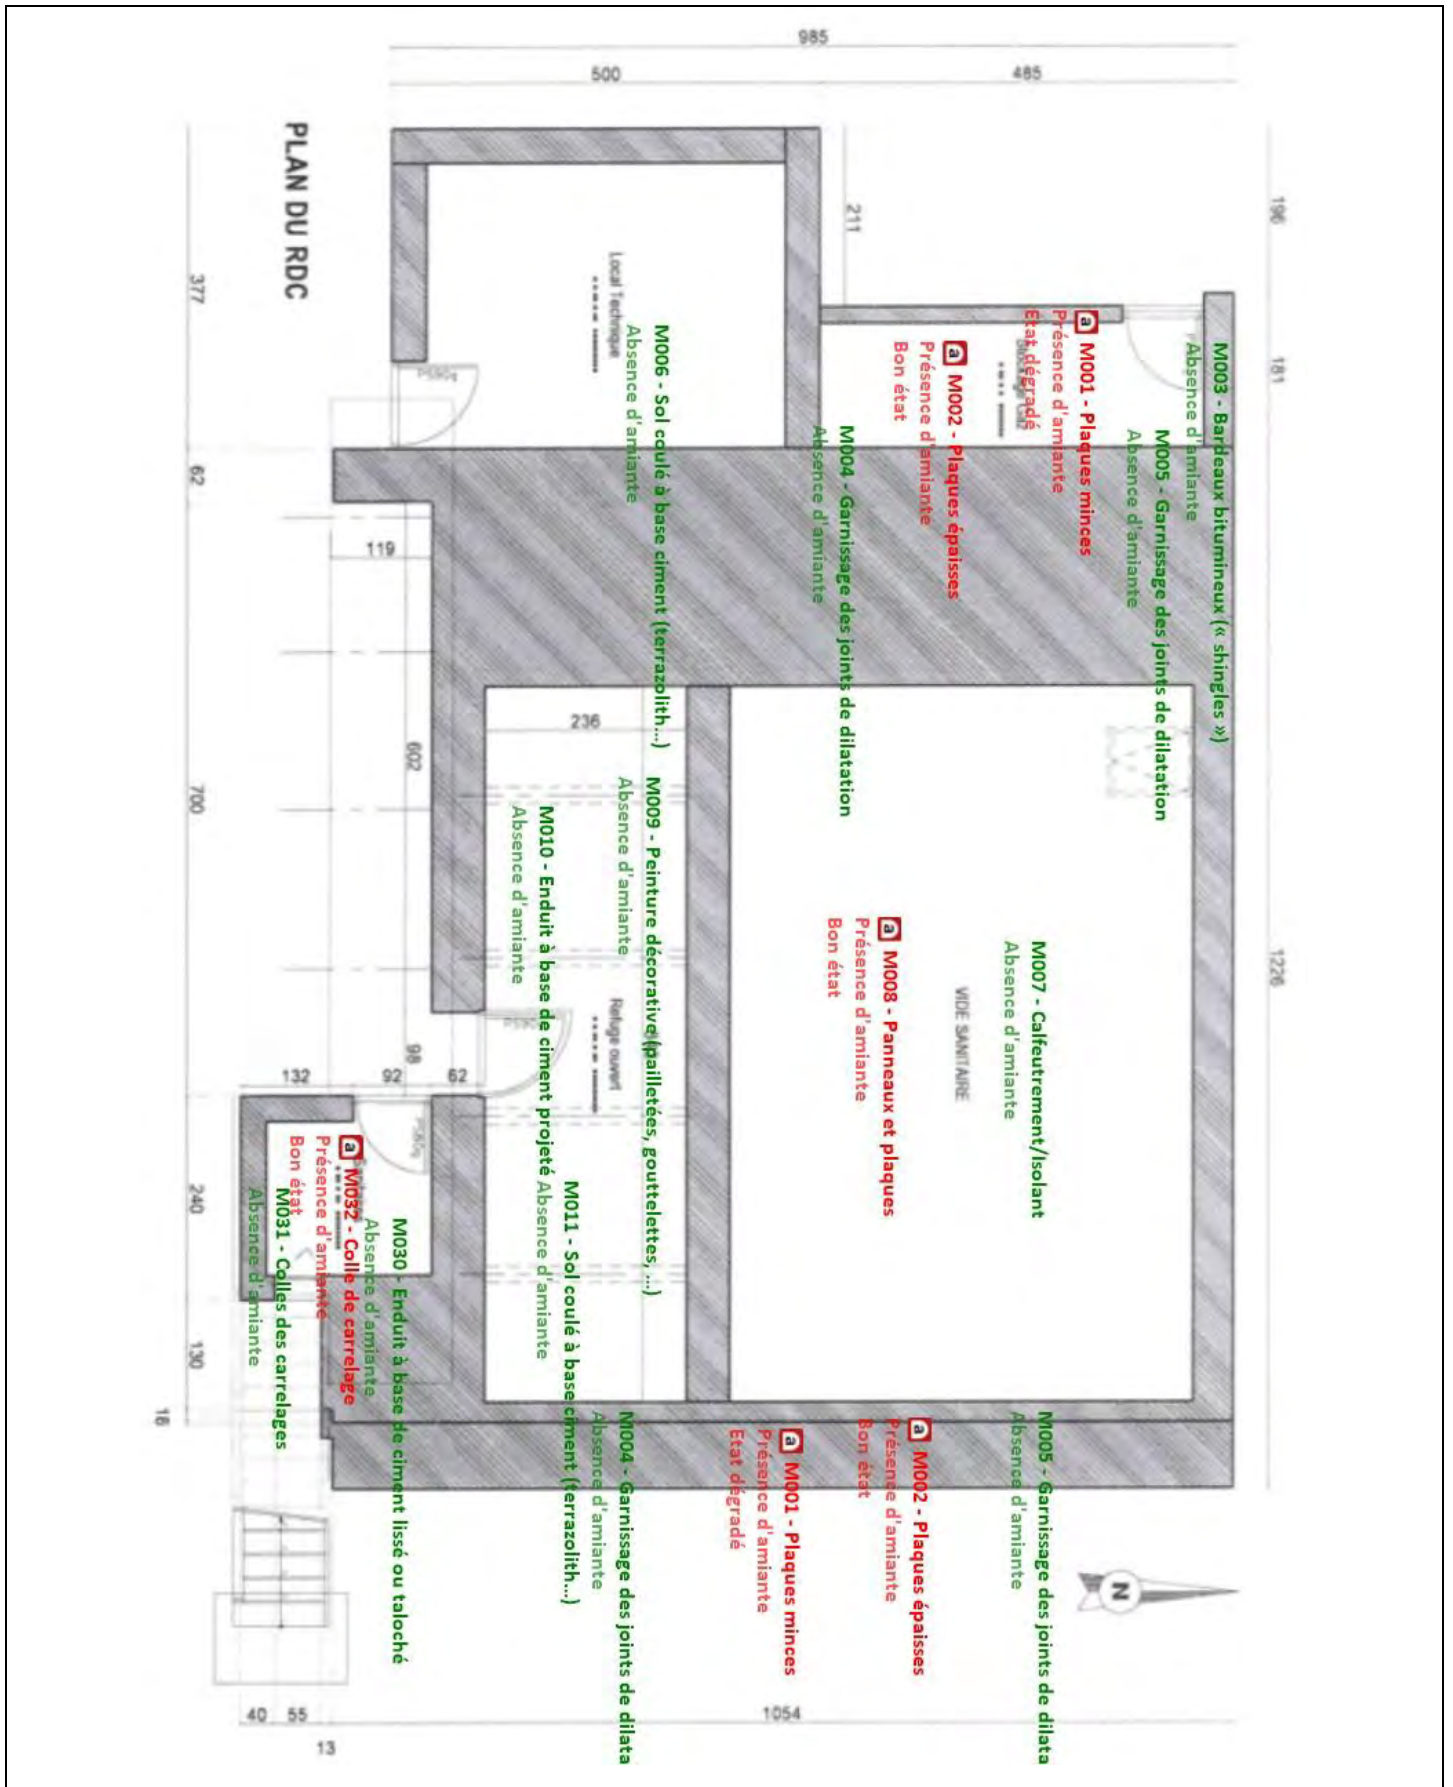 985
500
485
PLAN DU RDC
196
181
1226
211
377
62
700
240
130
16
Local Technique
M003 - Bardeaux bitumineux (« shingles »)
Absence d'amiante
M005 - Garnissage des joints de dilatation
Absence d'amiante
a M001 - Plaques minces
Présence d'amiante
Etat dégradé
a M002 - Plaques épaisses
Présence d'amiante
Bon état
M004 - Garnissage des joints de dilatation
Absence d'amiante
M006 - Sol coulé à base ciment (terrazolith...)
Absence d'amiante
119
602
236
98
132
92
62
M007 - Calfeutrement/Isolant
Absence d'amiante
VIDE SANITAIRE
a M008 - Panneaux et plaques
Présence d'amiante
Bon état
M009 - Peinture décorative (pailletées, gouttelettes, ...)
Absence d'amiante
Refuge ouvert
M010 - Enduit à base de ciment projeté
Absence d'amiante
M011 - Sol coulé à base ciment (terrazolith...)
Absence d'amiante
M030 - Enduit à base de ciment lissé ou taloché
Absence d'amiante
a M032 - Colle de carrelage
Présence d'amiante
Bon état
M031 - Colles des carrelages
Absence d'amiante
M005 - Garnissage des joints de dilata
Absence d'amiante
a M002 - Plaques épaisses
Présence d'amiante
Bon état
a M001 - Plaques minces
Présence d'amiante
Etat dégradé
M004 - Garnissage des joints de dilata
Absence d'amiante
N
40
55
13
1054